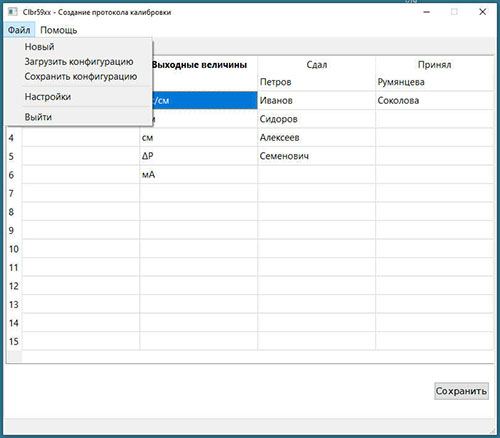 Clbr59xx - Создание протокола калибровки
Файл Помощь
Новый
Загрузить конфигурацию
Сохранить конфигурацию
Настройки
Выйти
Выходные величины Сдал Принял
Петров Румянцева
/см Иванов Соколова
Сидоров
4 см Алексеев
5 ΔP Семенович
6 мА
7
8
9
10
11
12
13
14
15
Сохранить